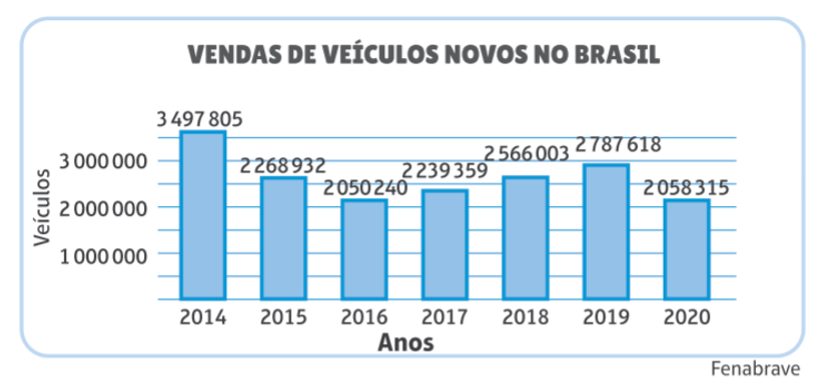 VENDAS DE VEÍCULOS NOVOS NO BRASIL
3 497 805
2 268 932
2 050 240
2 239 359
2 566 003
2 787 618
2 058 315
Veículos
3 000 000
2 000 000
1 000 000
2014 2015 2016 2017 2018 2019 2020
Anos
Fenabrave